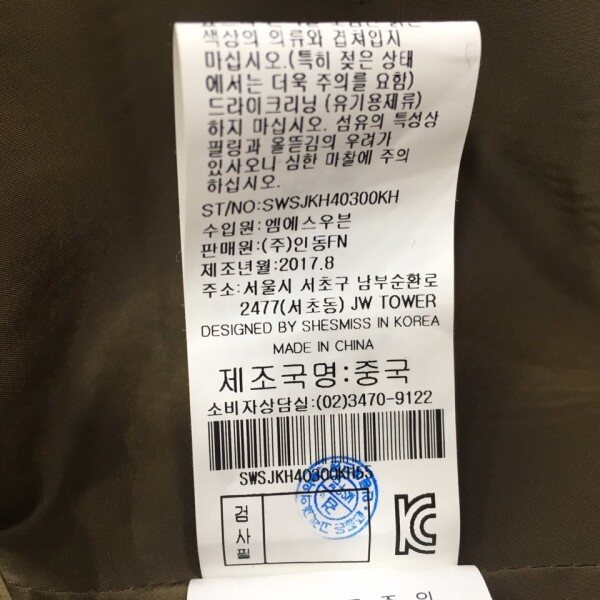 색상의 의류와 겹쳐입지
마십시오.(특히 젖은 상태
에서는 더욱 주의를 요함)
드라이크리닝 (유기용제류)
하지 마십시오. 섬유의 특성상
필링과 올뜯김의 우려가
있사오니 심한 마찰에 주의
하십시오.
ST/NO:SWSJKH40300KH
수입원:엠에스우븐
판매원:(주)인동FN
제조년월:2017.8
주소:서울시 서초구 남부순환로
2477(서초동) JW TOWER
DESIGNED BY SHESMISS IN KOREA
MADE IN CHINA
제조국명:중국
소비자상담실:(02)3470-9122
SWSJKH40300KH55
검사필